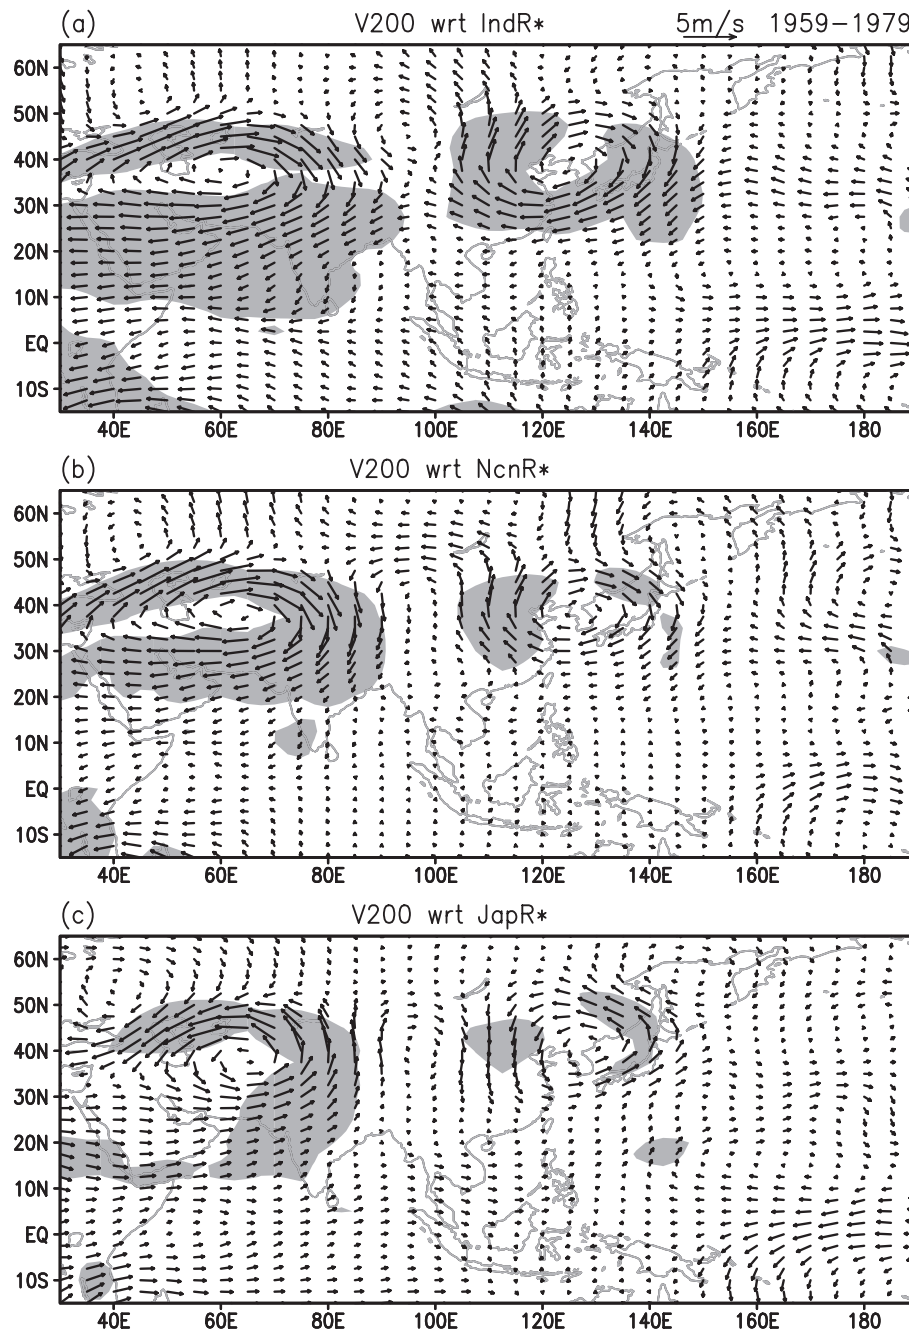 (a) V200 wrt IndR* 5m/s 1959−1979
60N
50N
40N
30N
20N
10N
EQ
10S
40E 60E 80E 100E 120E 140E 160E 180
(b) V200 wrt NcnR*
60N
50N
40N
30N
20N
10N
EQ
10S
40E 60E 80E 100E 120E 140E 160E 180
(c) V200 wrt JapR*
60N
50N
40N
30N
20N
10N
EQ
10S
40E 60E 80E 100E 120E 140E 160E 180